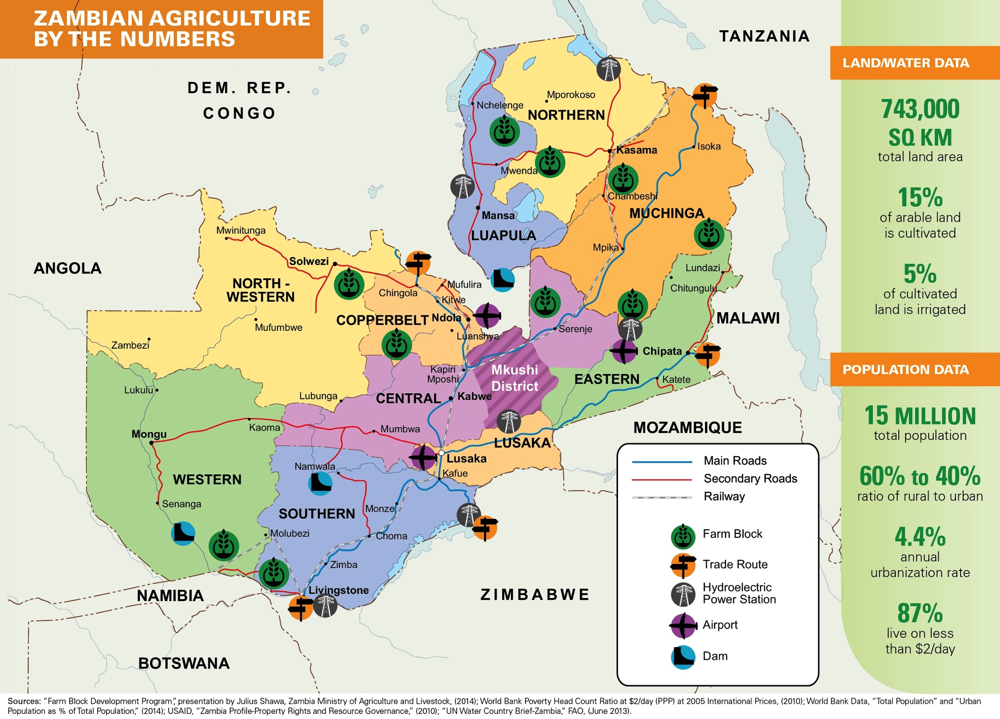 ZAMBIAN AGRICULTURE
BY THE NUMBERS
TANZANIA
DEM. REP.
CONGO
ANGOLA
MALAWI
MOZAMBIQUE
ZIMBABWE
NAMIBIA
BOTSWANA
Mporokoso
Nchelenge
NORTHERN
Kasama
Isoka
Mwenda
Chambeshi
MUCHINGA
Mansa
LUAPULA
Mpika
Mwinitunga
Solwezi
NORTH -
WESTERN
Chingola
Mufulira
Kitwe
COPPERBELT
Ndola
Luanshya
Mufumbwe
Zambezi
Lundazi
Chitungulu
Serenje
Chipata
EASTERN
Katete
Kapiri
Mposhi
Mkushi
District
Lukulu
Lubunga
CENTRAL
Kabwe
Kaoma
Mumbwa
Mongu
LUSAKA
Lusaka
Kafue
Namwala
WESTERN
Senanga
SOUTHERN
Monze
Molubezi
Choma
Zimba
Livingstone
Main Roads
Secondary Roads
Railway
Farm Block
Trade Route
Hydroelectric
Power Station
Airport
Dam
LAND/WATER DATA
743,000
SQ KM
total land area
15%
of arable land
is cultivated
5%
of cultivated
land is irrigated
POPULATION DATA
15 MILLION
total population
60% to 40%
ratio of rural to urban
4.4%
annual
urbanization rate
87%
live on less
than $2/day
Sources: “Farm Block Development Program”, presentation by Julius Shawa, Zambia Ministry of Agriculture and Livestock, (2014); World Bank Poverty Head Count Ratio at $2/day (PPP) at 2005 International Prices, (2010); World Bank Data, “Total Population” and “Urban
Population as % of Total Population,” (2014); USAID, “Zambia Profile-Property Rights and Resource Governance,” (2010); “UN Water Country Brief-Zambia,” FAO, (June 2013).